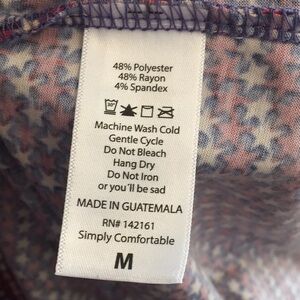 48% Polyester
48% Rayon
4% Spandex
Machine Wash Cold
Gentle Cycle
Do Not Bleach
Hang Dry
Do Not Iron
or you'll be sad
MADE IN GUATEMALA
RN# 142161
Simply Comfortable
M